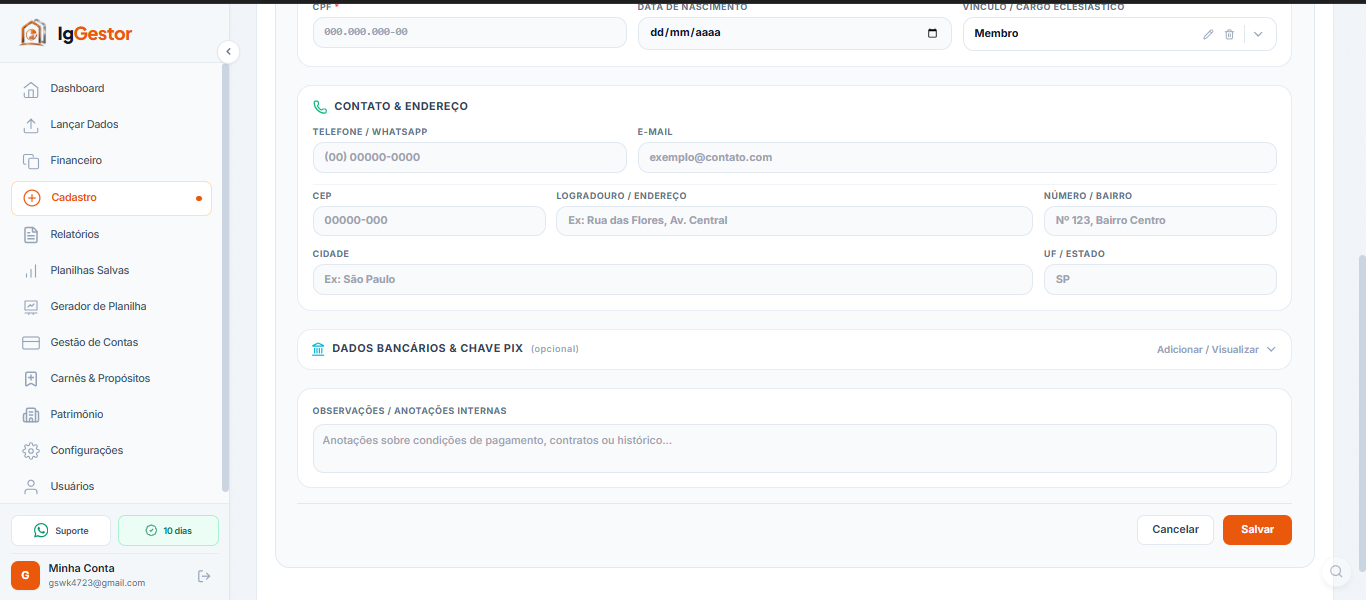 IgGestor
Dashboard
Lançar Dados
Financeiro
Cadastro
Relatórios
Planilhas Salvas
Gerador de Planilha
Gestão de Contas
Carnês & Propósitos
Patrimônio
Configurações
Usuários
Suporte
10 dias
G
Minha Conta
gswk4723@gmail.com
CPF * DATA DE NASCIMENTO VÍNCULO / CARGO ECLESIÁSTICO
000.000.000-00 dd/mm/aaaa Membro
CONTATO & ENDEREÇO
TELEFONE / WHATSAPP E-MAIL
(00) 00000-0000 exemplo@contato.com
CEP LOGRADOURO / ENDEREÇO NÚMERO / BAIRRO
00000-000 Ex: Rua das Flores, Av. Central Nº 123, Bairro Centro
CIDADE UF / ESTADO
Ex: São Paulo SP
DADOS BANCÁRIOS & CHAVE PIX (opcional) Adicionar / Visualizar
OBSERVAÇÕES / ANOTAÇÕES INTERNAS
Anotações sobre condições de pagamento, contratos ou histórico...
Cancelar Salvar